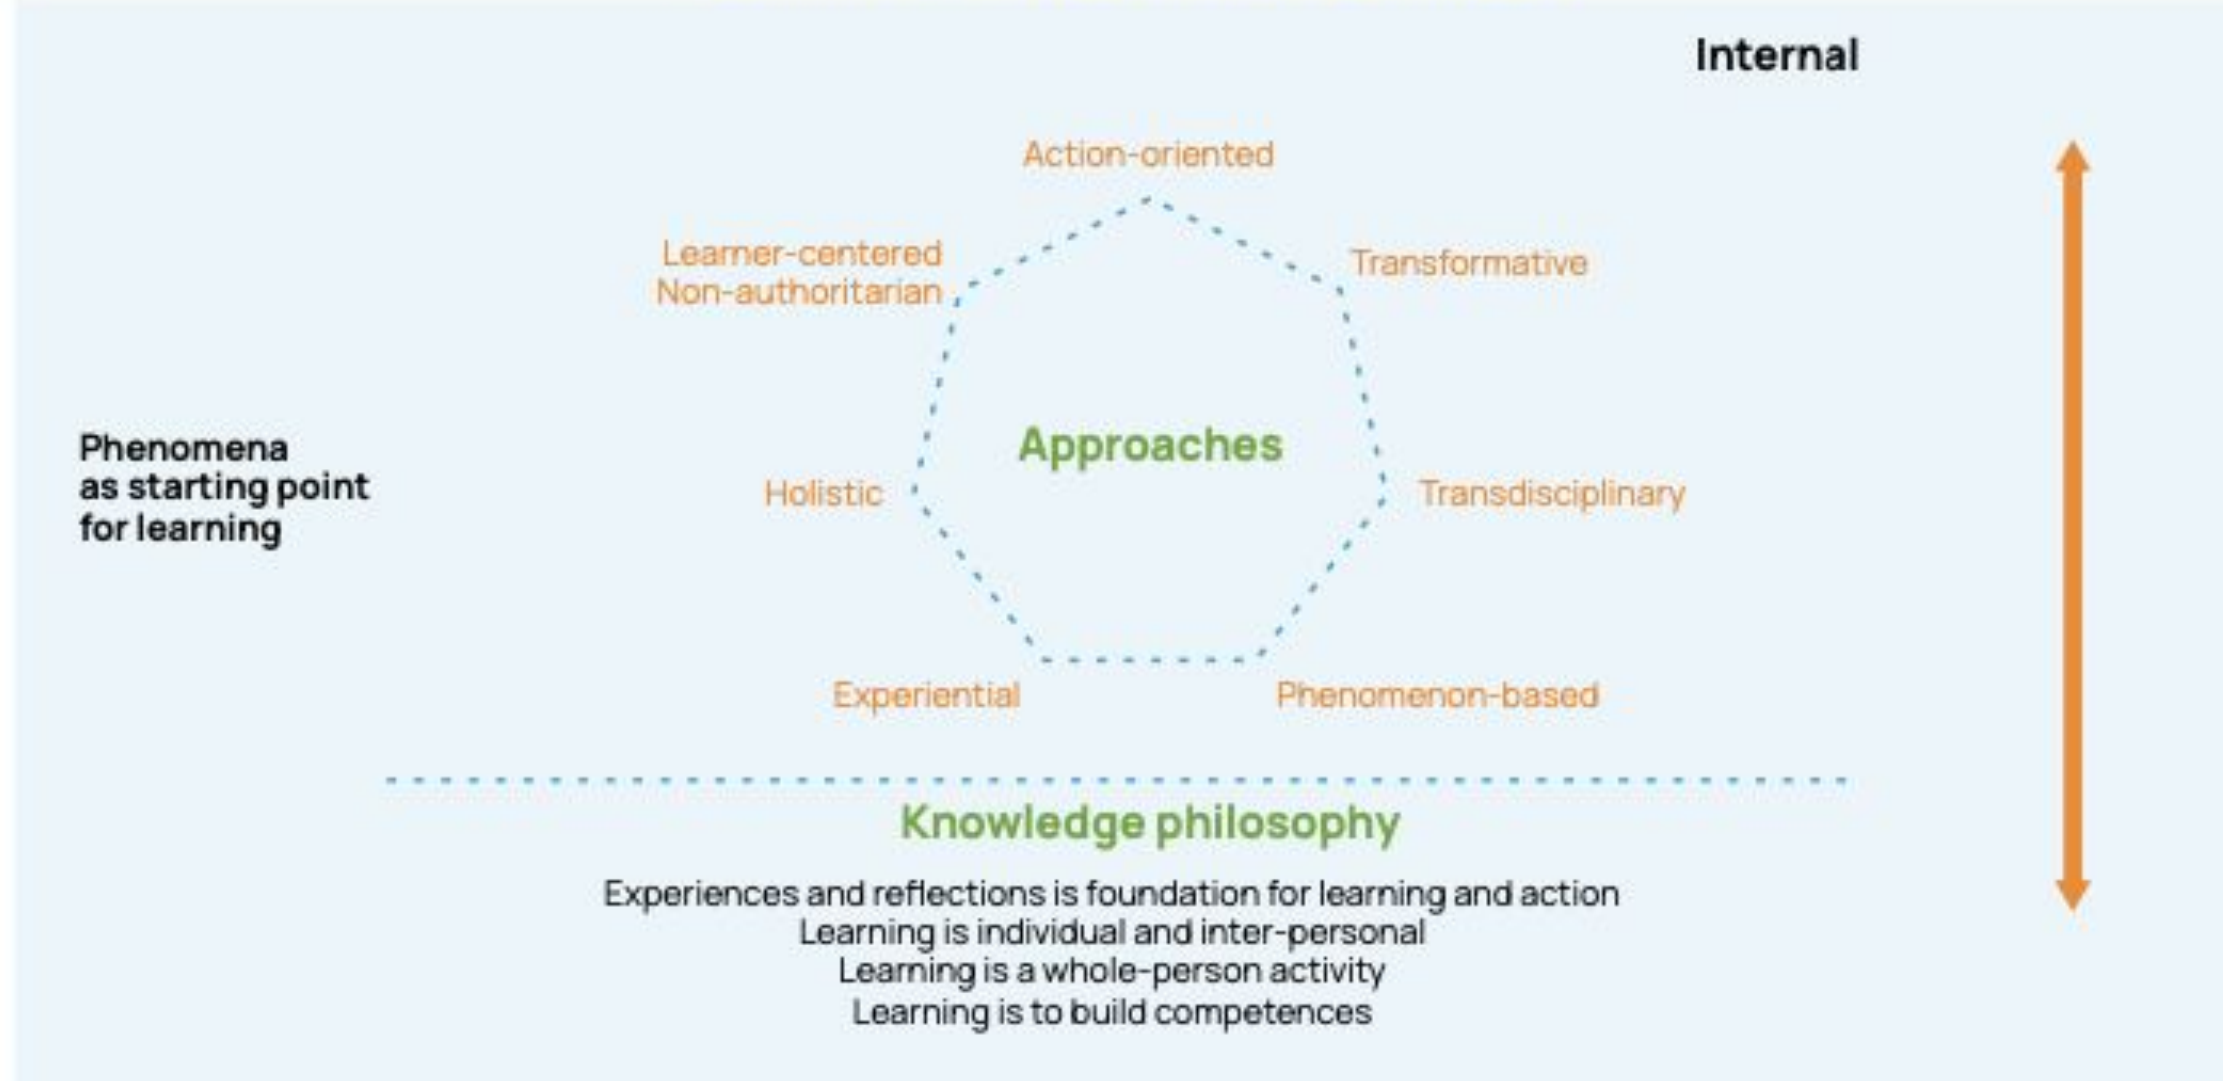 Internal
Action-oriented
Learner-centered
Non-authoritarian
Transformative
Approaches
Phenomena
as starting point
for learning
Holistic
Transdisciplinary
Experiential
Phenomenon-based
Knowledge philosophy
Experiences and reflections is foundation for learning and action
Learning is individual and inter-personal
Learning is a whole-person activity
Learning is to build competences